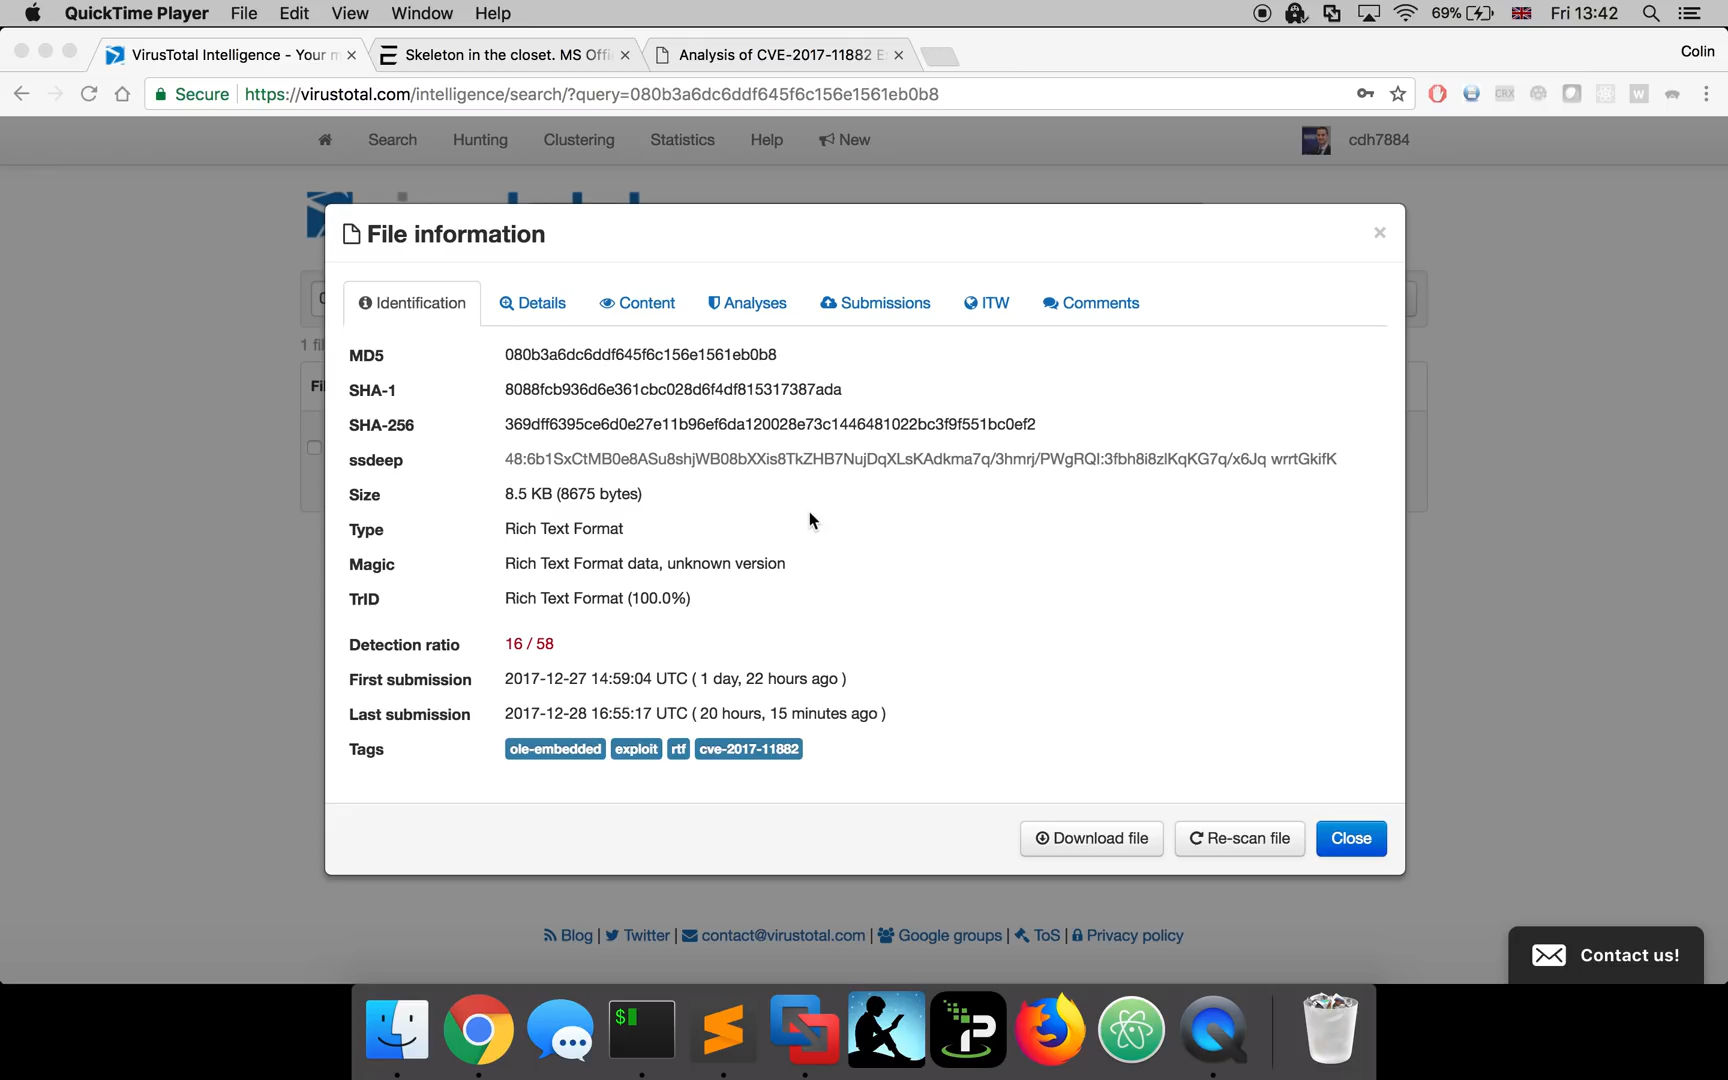 QuickTime Player File Edit View Window Help 69% Fri 13:42
VirusTotal Intelligence - Your m Skeleton in the closet. MS Offi Analysis of CVE-2017-11882 E Colin
Secure https://virustotal.com/intelligence/search/?query=080b3a6dc6ddf645f6c156e1561eb0b8 CRX W
Search Hunting Clustering Statistics Help New cdh7884
File information ×
Identification Details Content Analyses Submissions ITW Comments
1 fil
MD5 080b3a6dc6ddf645f6c156e1561eb0b8
Fi
SHA-1 8088fcb936d6e361cbc028d6f4df815317387ada
SHA-256 369dff6395ce6d0e27e11b96ef6da120028e73c1446481022bc3f9f551bc0ef2
ssdeep 48:6b1SxCtMB0e8ASu8shjWB08bXXis8TkZHB7NujDqXLsKAdkma7q/3hmrj/PWgRQI:3fbh8i8zlKqKG7q/x6Jq wrrtGkifK
Size 8.5 KB (8675 bytes)
Type Rich Text Format
Magic Rich Text Format data, unknown version
TrID Rich Text Format (100.0%)
Detection ratio 16 / 58
First submission 2017-12-27 14:59:04 UTC ( 1 day, 22 hours ago )
Last submission 2017-12-28 16:55:17 UTC ( 20 hours, 15 minutes ago )
Tags ole-embedded exploit rtf cve-2017-11882
Download file Re-scan file Close
Blog | Twitter | contact@virustotal.com | Google groups | ToS | Privacy policy
Contact us!
$